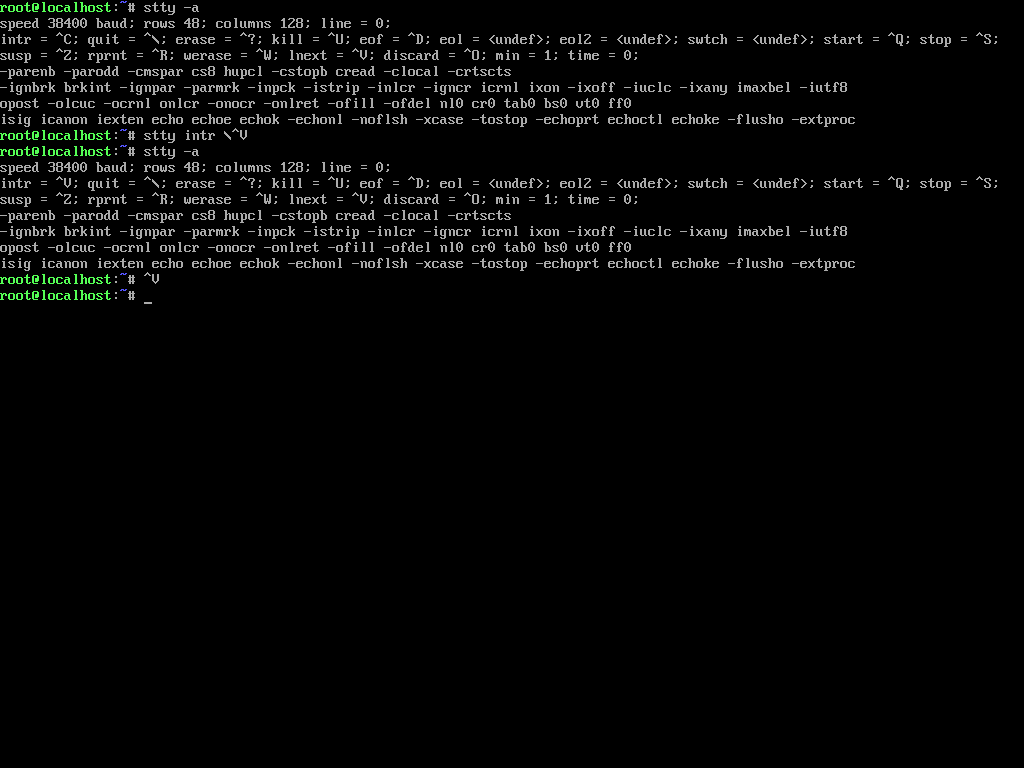 root@localhost:~# stty -a
speed 38400 baud; rows 48; columns 128; line = 0;
intr = ^C; quit = ^\; erase = ^?; kill = ^U; eof = ^D; eol = <undef>; eol2 = <undef>; swtch = <undef>; start = ^Q; stop = ^S;
susp = ^Z; rprnt = ^R; werase = ^W; lnext = ^V; discard = ^O; min = 1; time = 0;
-parenb -parodd -cmspar cs8 hupcl -cstopb cread -clocal -crtscts
-ignbrk brkint -ignpar -parmrk -inpck -istrip -inlcr -igncr icrnl ixon -ixoff -iuclc -ixany imaxbel -iutf8
opost -olcuc -ocrnl onlcr -onocr -onlret -ofill -ofdel nl0 cr0 tab0 bs0 vt0 ff0
isig icanon iexten echo echoe echok -echonl -noflsh -xcase -tostop -echoprt echoctl echoke -flusho -extproc
root@localhost:~# stty intr \^V
root@localhost:~# stty -a
speed 38400 baud; rows 48; columns 128; line = 0;
intr = ^V; quit = ^\; erase = ^?; kill = ^U; eof = ^D; eol = <undef>; eol2 = <undef>; swtch = <undef>; start = ^Q; stop = ^S;
susp = ^Z; rprnt = ^R; werase = ^W; lnext = ^V; discard = ^O; min = 1; time = 0;
-parenb -parodd -cmspar cs8 hupcl -cstopb cread -clocal -crtscts
-ignbrk brkint -ignpar -parmrk -inpck -istrip -inlcr -igncr icrnl ixon -ixoff -iuclc -ixany imaxbel -iutf8
opost -olcuc -ocrnl onlcr -onocr -onlret -ofill -ofdel nl0 cr0 tab0 bs0 vt0 ff0
isig icanon iexten echo echoe echok -echonl -noflsh -xcase -tostop -echoprt echoctl echoke -flusho -extproc
root@localhost:~# ^V
root@localhost:~# _